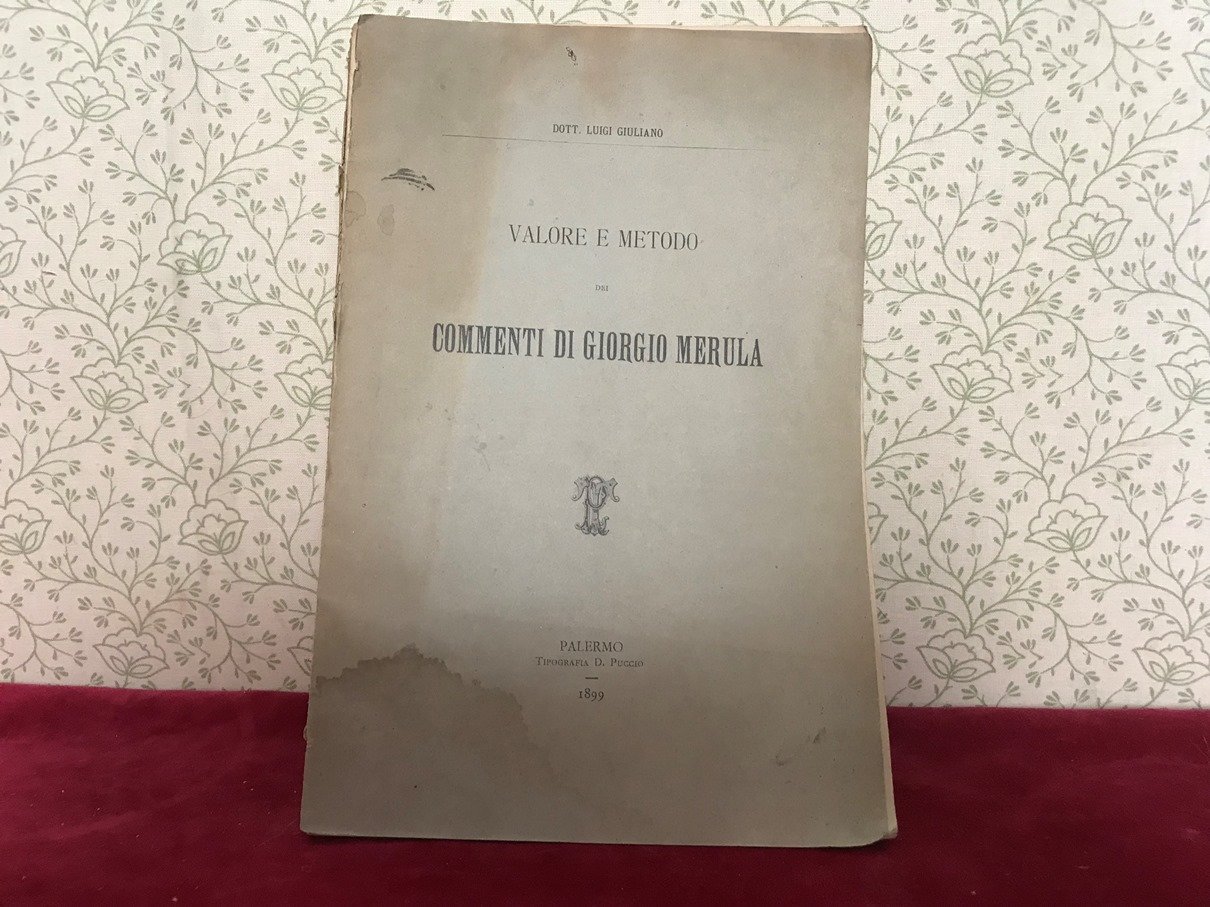 DOTT. LUIGI GIULIANO
VALORE E METODO
DEI
COMMENTI DI GIORGIO MERULA
PALERMO
TIPOGRAFIA D. PUCCIO
1899